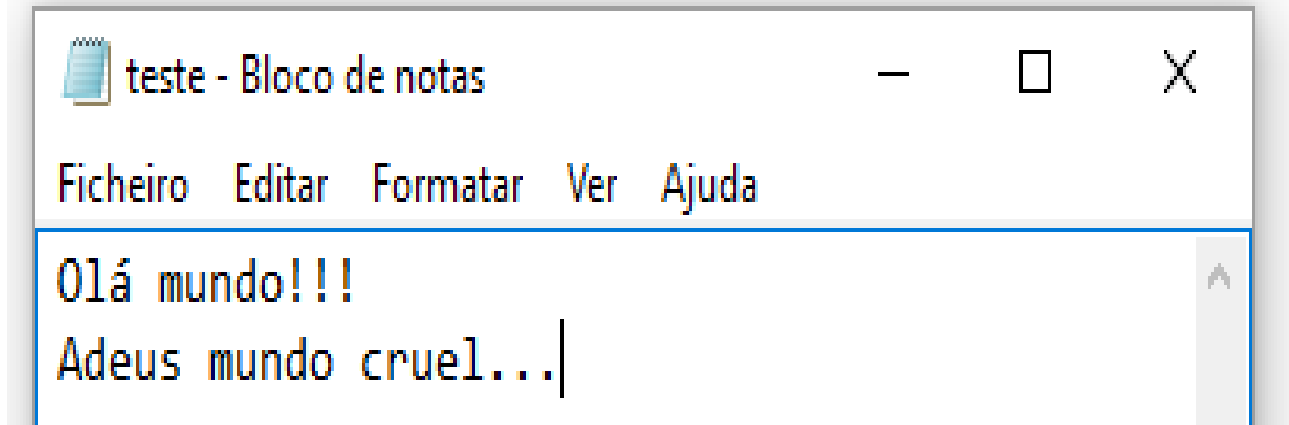 teste - Bloco de notas
Ficheiro Editar Formatar Ver Ajuda
Olá mundo!!!
Adeus mundo cruel...